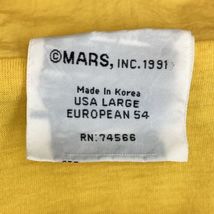 ©MARS, INC. 1991
Made In Korea
USA LARGE
EUROPEAN 54
RN: 74566